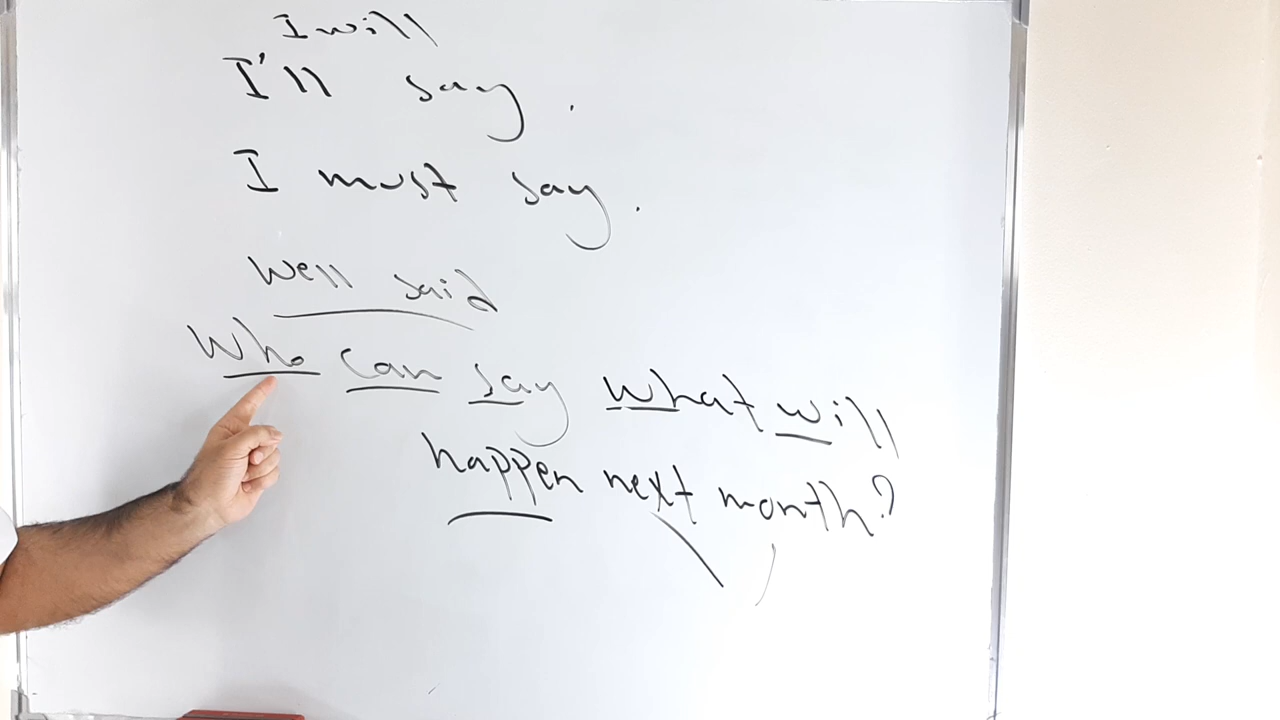 I will
I'll say.
I must say.
Well said
Who can say what will
happen next month?